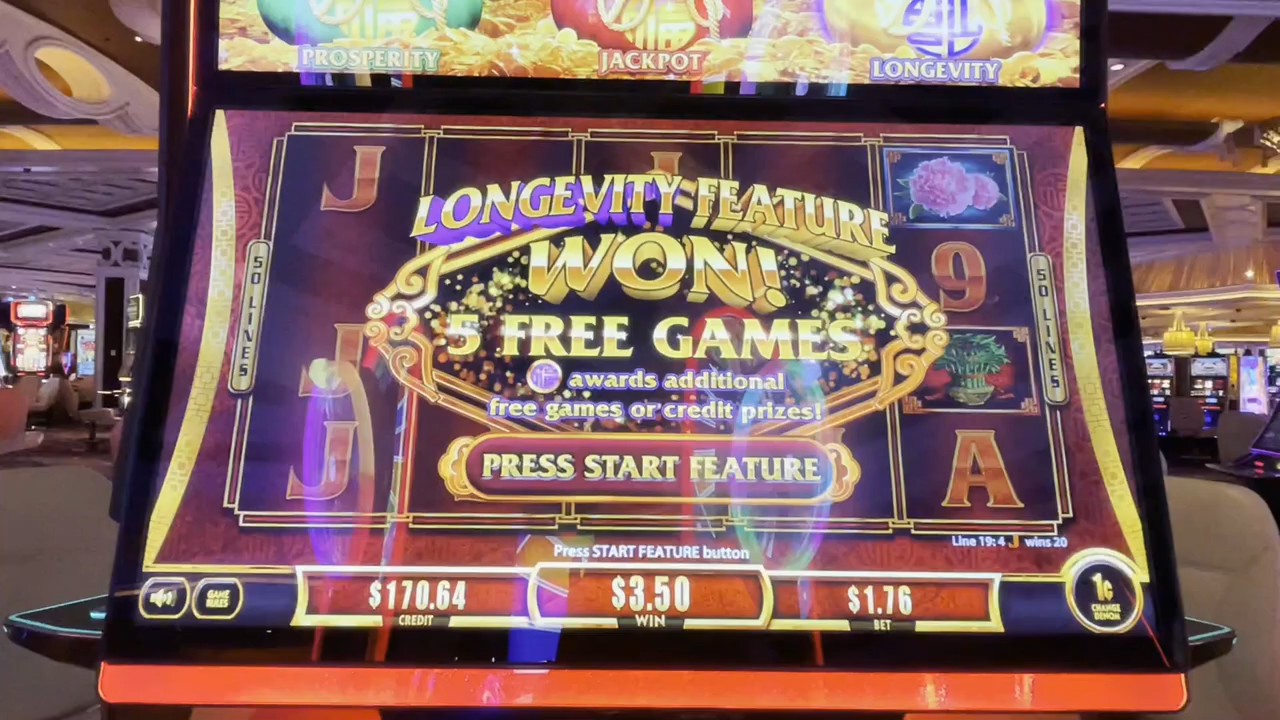 PROSPERITY
JACKPOT
LONGEVITY
J
LONGEVITY FEATURE
WON!
5 FREE GAMES
awards additional
free games or credit prizes!
PRESS START FEATURE
50 LINES
50 LINES
9
J
A
Line 19: 4 J wins 20
Press START FEATURE button
GAME RULES
$170.64
CREDIT
$3.50
WIN
$1.76
BET
1¢
CHANGE
DENOM